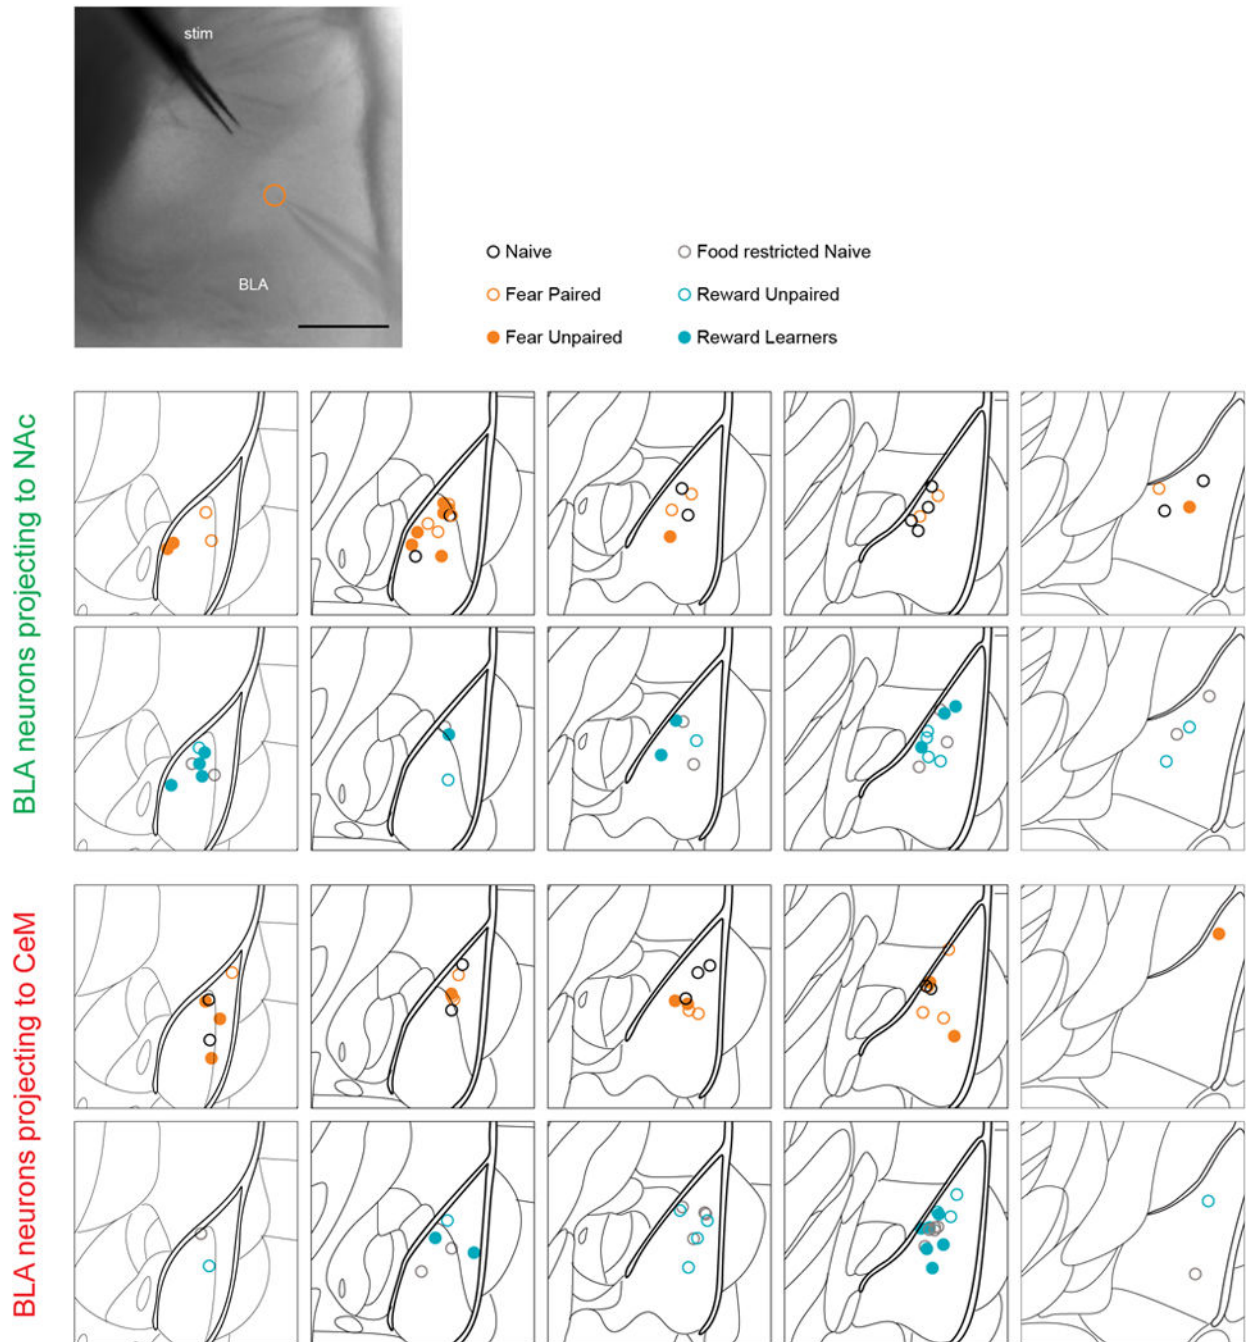 stim
BLA
Naive
Food restricted Naive
Fear Paired
Reward Unpaired
Fear Unpaired
Reward Learners
BLA neurons projecting to NAc
BLA neurons projecting to CeM